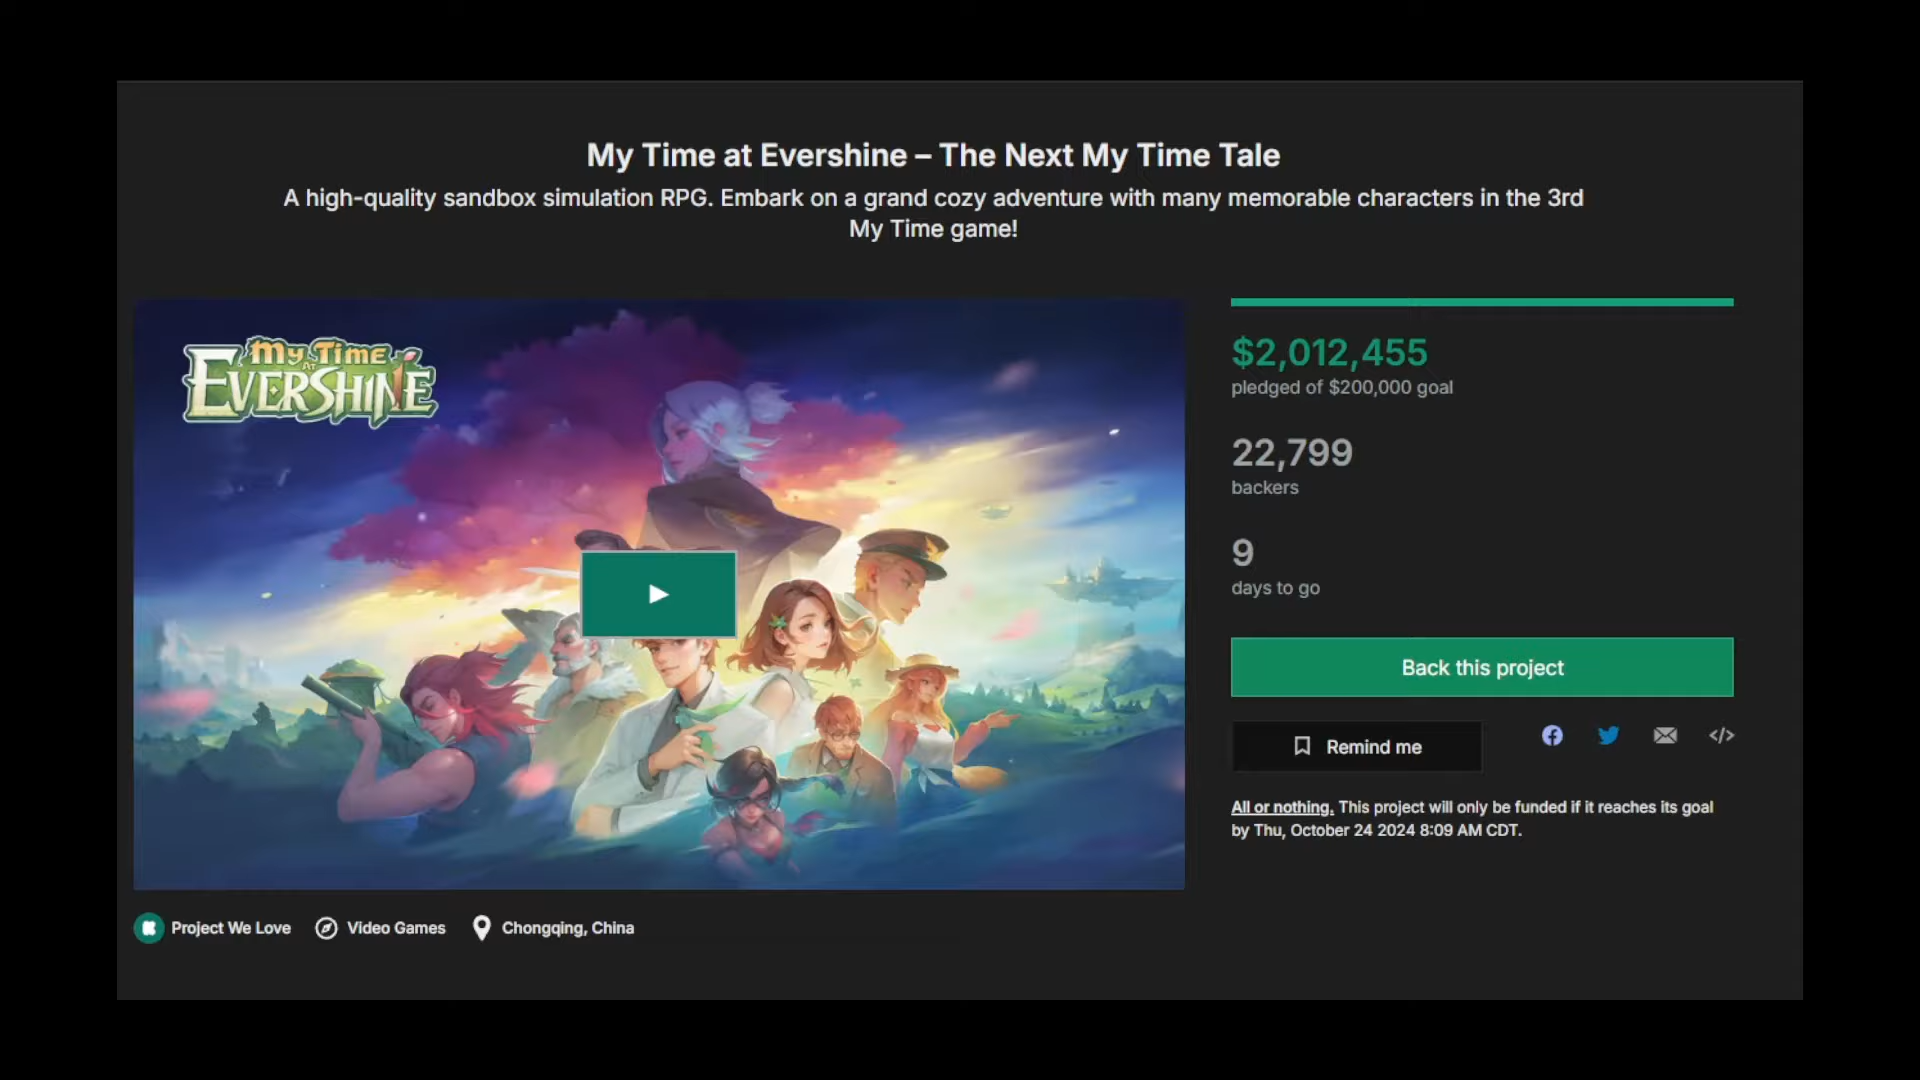 My Time at Evershine – The Next My Time Tale
A high-quality sandbox simulation RPG. Embark on a grand cozy adventure with many memorable characters in the 3rd
My Time game!
My Time
AT
EVERSHINE
$2,012,455
pledged of $200,000 goal
22,799
backers
9
days to go
Back this project
Remind me
All or nothing. This project will only be funded if it reaches its goal
by Thu, October 24 2024 8:09 AM CDT.
Project We Love
Video Games
Chongqing, China